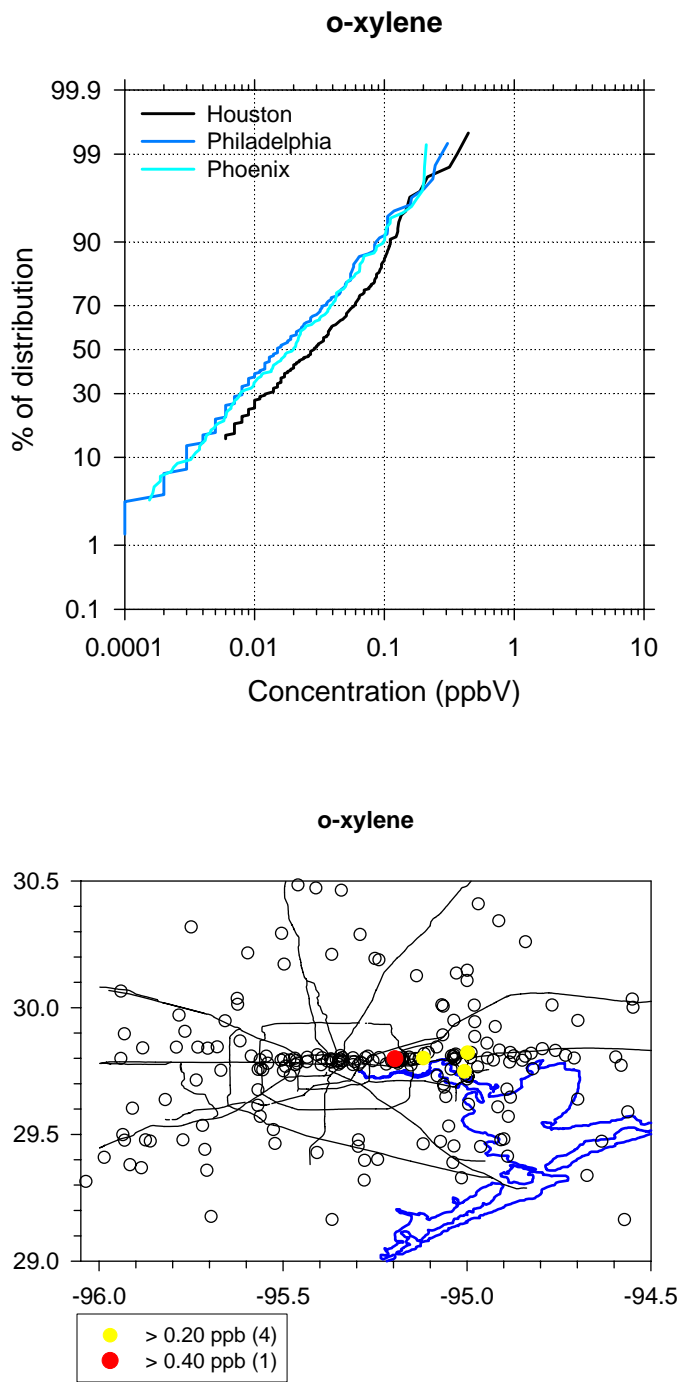 o-xylene
99.9
99
90
70
50
30
10
1
0.1
% of distribution
Houston
Philadelphia
Phoenix
0.0001
0.01
0.1
1
10
Concentration (ppbV)
o-xylene
30.5
30.0
29.5
29.0
-96.0
-95.5
-95.0
-94.5
> 0.20 ppb (4)
> 0.40 ppb (1)